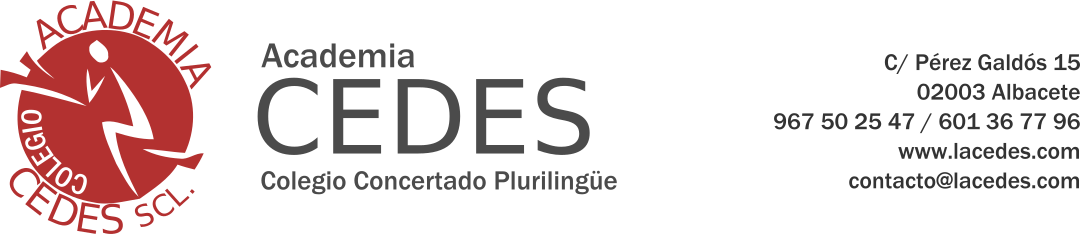 ACADEMIA
COLEGIO
CEDES SCL.
Academia
CEDES
Colegio Concertado Plurilingüe
C/ Pérez Galdós 15
02003 Albacete
967 50 25 47 / 601 36 77 96
www.lacedes.com
contacto@lacedes.com